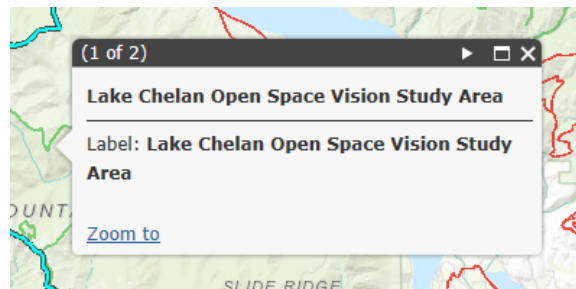 (1 of 2)
Lake Chelan Open Space Vision Study Area
Label: Lake Chelan Open Space Vision Study
Area
OUNT
Zoom to
SLIDE RIDGE